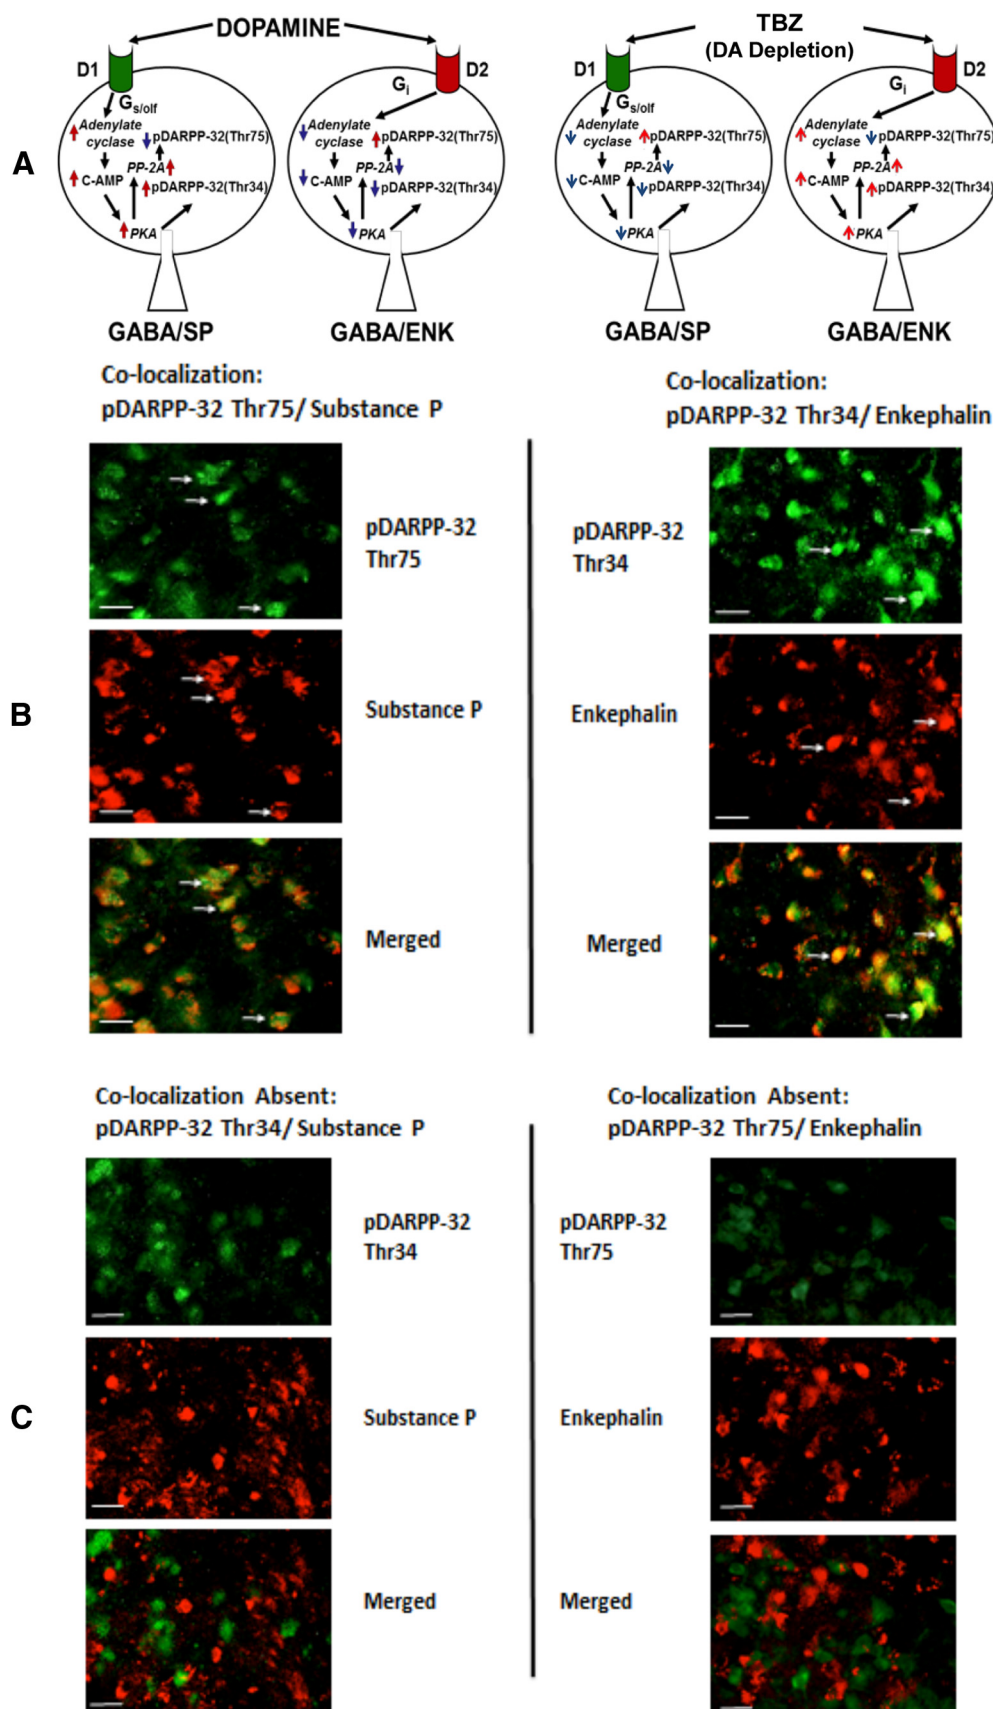 DOPAMINE
TBZ
(DA Depletion)
D1
D2
D1
D2
Gs/olf
Gi
Gs/olf
Gi
A
Adenylate
cyclase
pDARPP-32(Thr75)
PP-2A
C-AMP
pDARPP-32(Thr34)
PKA
GABA/SP
Adenylate
cyclase
pDARPP-32(Thr75)
PP-2A
C-AMP
pDARPP-32(Thr34)
PKA
GABA/ENK
Adenylate
cyclase
pDARPP-32(Thr75)
PP-2A
C-AMP
pDARPP-32(Thr34)
PKA
GABA/SP
Adenylate
cyclase
pDARPP-32(Thr75)
PP-2A
C-AMP
pDARPP-32(Thr34)
PKA
GABA/ENK
B
Co-localization:
pDARPP-32 Thr75/ Substance P
pDARPP-32
Thr75
Substance P
Merged
Co-localization:
pDARPP-32 Thr34/ Enkephalin
pDARPP-32
Thr34
Enkephalin
Merged
C
Co-localization Absent:
pDARPP-32 Thr34/ Substance P
pDARPP-32
Thr34
Substance P
Merged
Co-localization Absent:
pDARPP-32 Thr75/ Enkephalin
pDARPP-32
Thr75
Enkephalin
Merged